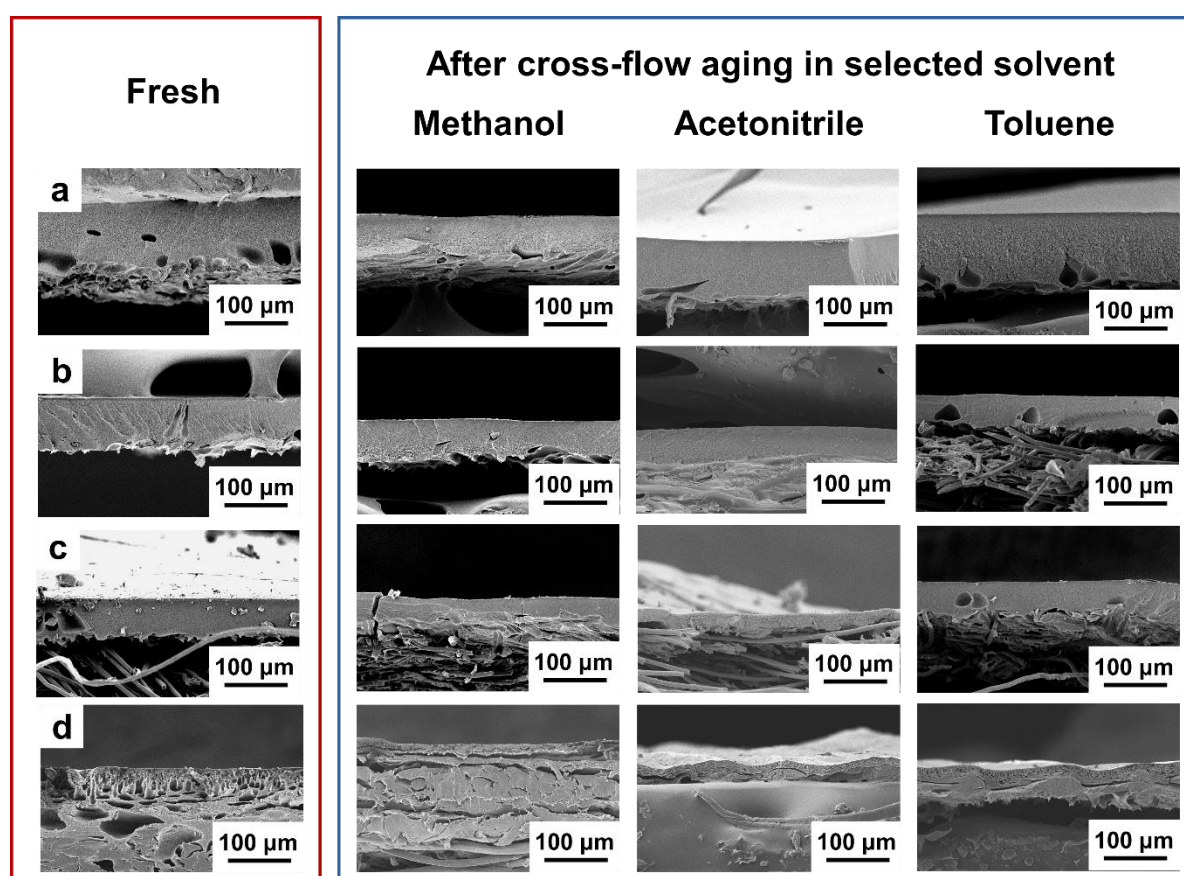 Fresh
After cross-flow aging in selected solvent
Methanol Acetonitrile Toluene
a
100 µm 100 µm 100 µm 100 µm
b
100 µm 100 µm 100 µm 100 µm
c
100 µm 100 µm 100 µm 100 µm
d
100 µm 100 µm 100 µm 100 µm